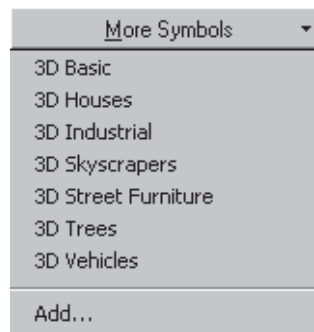 More Symbols
3D Basic
3D Houses
3D Industrial
3D Skyscrapers
3D Street Furniture
3D Trees
3D Vehicles
Add...